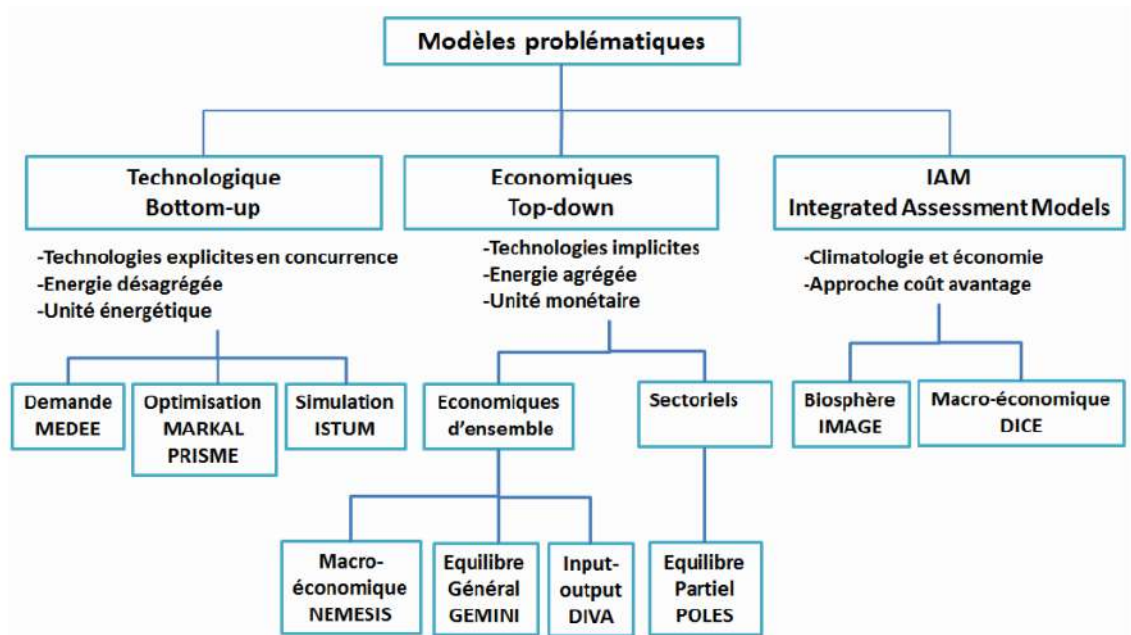 Modèles problématiques
Technologique
Bottom-up
Economiques
Top-down
IAM
Integrated Assessment Models
-Technologies explicites en concurrence
-Energie désagrégée
-Unité énergétique
-Technologies implicites
-Energie agrégée
-Unité monétaire
-Climatologie et économie
-Approche coût avantage
Demande
MEDEE
Optimisation
MARKAL
PRISME
Simulation
ISTUM
Economiques
d'ensemble
Sectoriels
Biosphère
IMAGE
Macro-économique
DICE
Macro-
économique
NEMESIS
Equilibre
Général
GEMINI
Input-
output
DIVA
Equilibre
Partiel
POLES